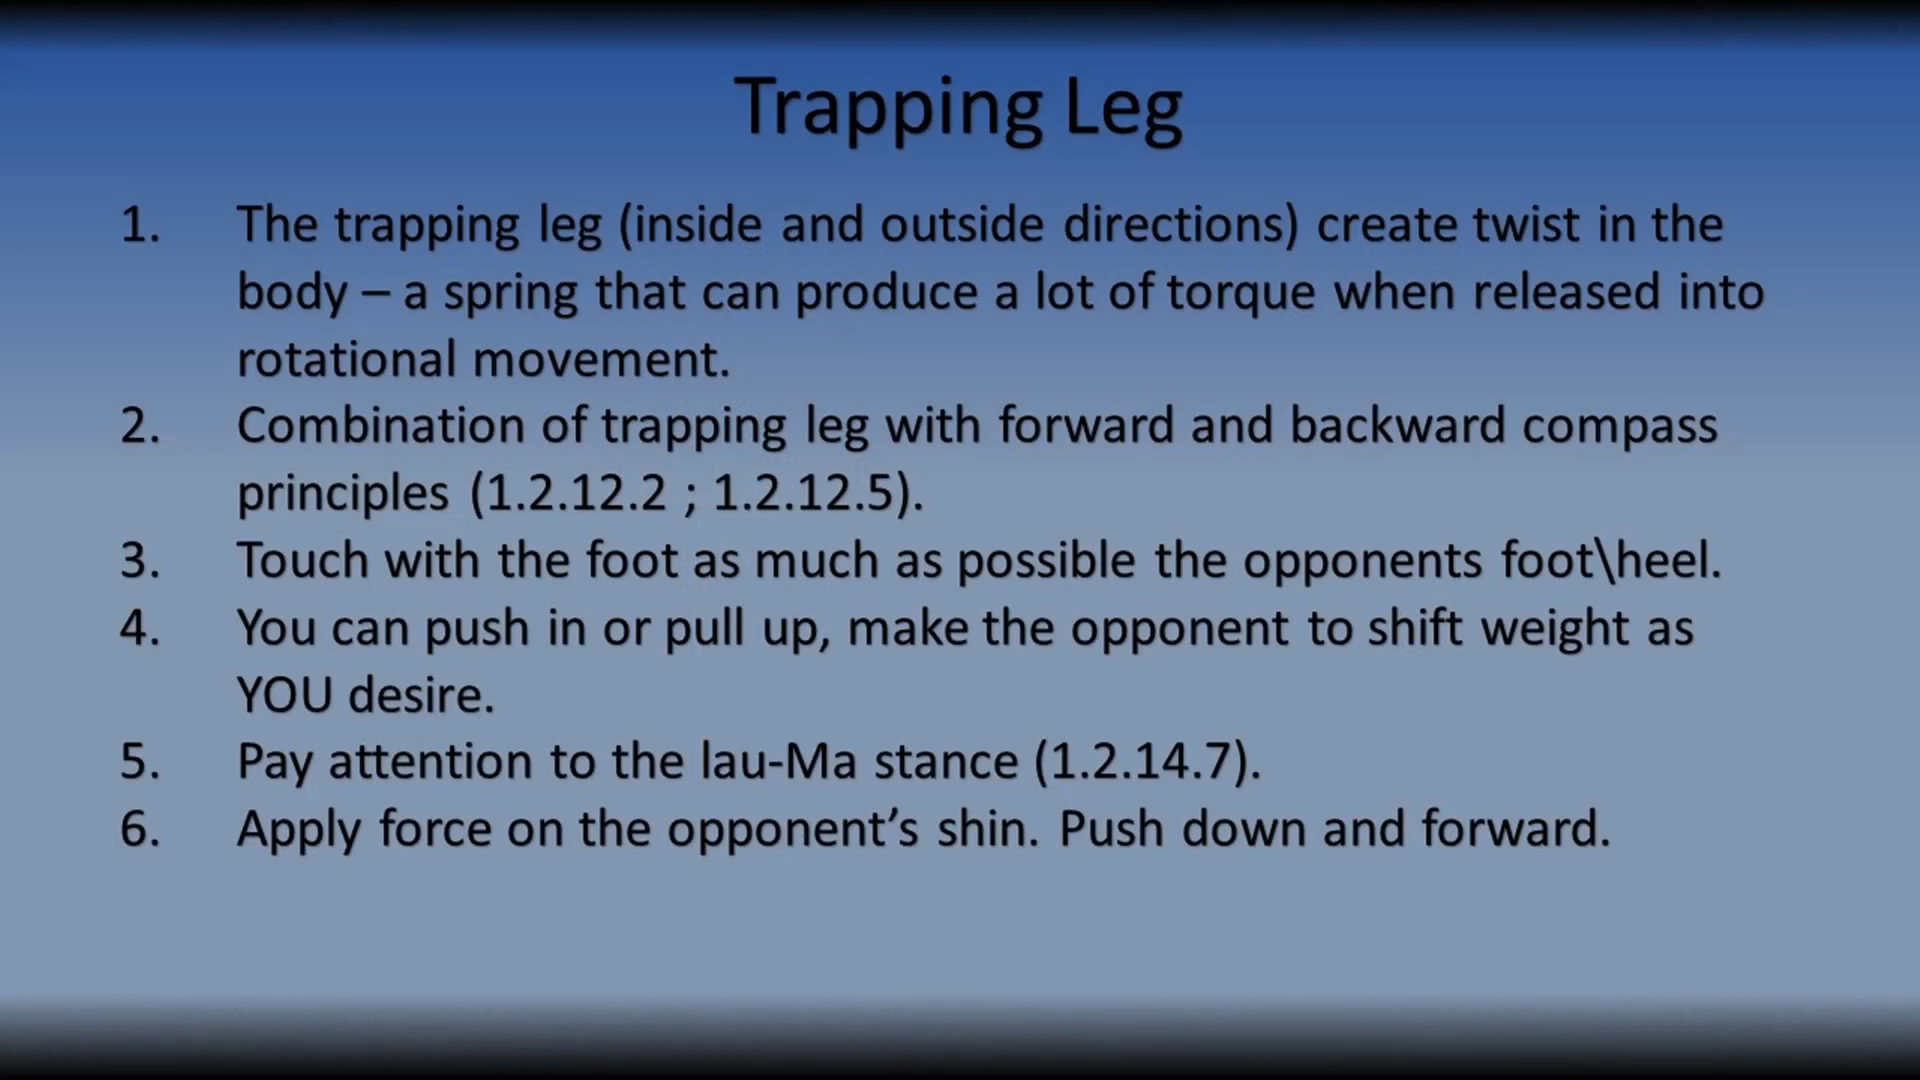 Trapping Leg
1. The trapping leg (inside and outside directions) create twist in the
body – a spring that can produce a lot of torque when released into
rotational movement.
2. Combination of trapping leg with forward and backward compass
principles (1.2.12.2 ; 1.2.12.5).
3. Touch with the foot as much as possible the opponents foot\heel.
4. You can push in or pull up, make the opponent to shift weight as
YOU desire.
5. Pay attention to the lau-Ma stance (1.2.14.7).
6. Apply force on the opponent’s shin. Push down and forward.